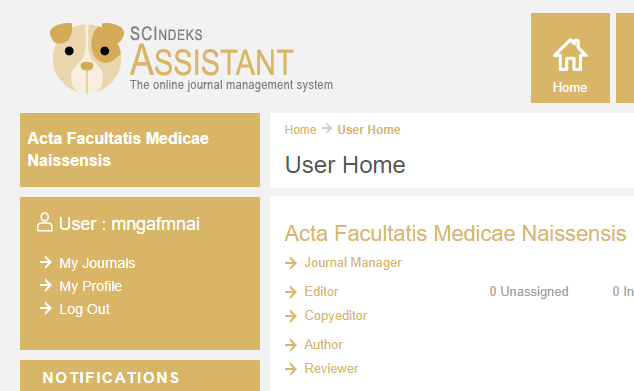 SCINDEKS
ASSISTANT
The online journal management system
Home
Acta Facultatis Medicae
Naissensis
Home User Home
User Home
User : mngafmnai
My Journals
My Profile
Log Out
NOTIFICATIONS
Acta Facultatis Medicae Naissensis
Journal Manager
Editor 0 Unassigned 0 In
Copyeditor
Author
Reviewer